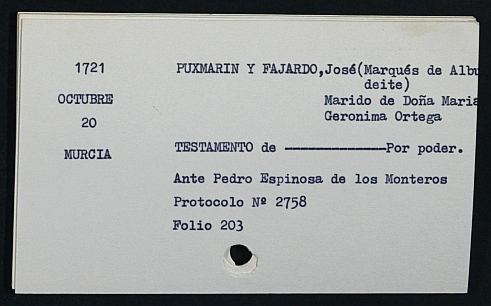 1721
PUXMARIN Y FAJARDO,José(Marqués de Albu
deite)
OCTUBRE
Marido de Doña Maria
Geronima Ortega
20
MURCIA
TESTAMENTO de ----------------Por poder.
Ante Pedro Espinosa de los Monteros
Protocolo Nº 2758
Folio 203